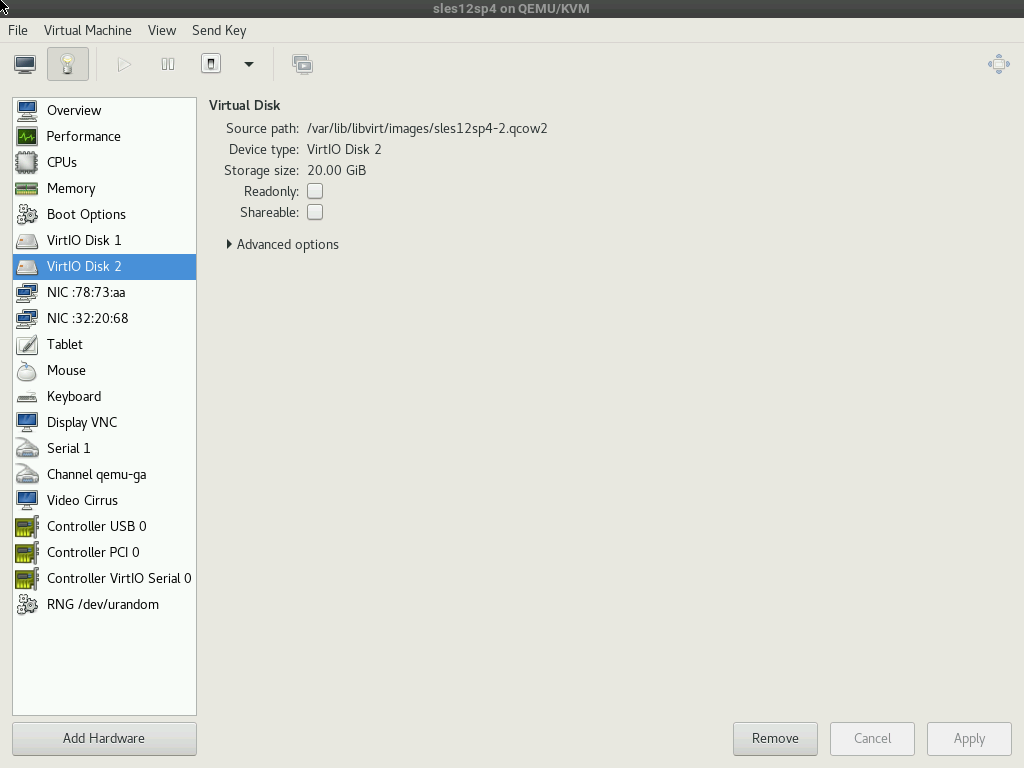 sles12sp4 on QEMU/KVM
File Virtual Machine View Send Key
Overview
Performance
CPUs
Memory
Boot Options
VirtIO Disk 1
VirtIO Disk 2
NIC :78:73:aa
NIC :32:20:68
Tablet
Mouse
Keyboard
Display VNC
Serial 1
Channel qemu-ga
Video Cirrus
Controller USB 0
Controller PCI 0
Controller VirtIO Serial 0
RNG /dev/urandom
Add Hardware
Virtual Disk
Source path: /var/lib/libvirt/images/sles12sp4-2.qcow2
Device type: VirtIO Disk 2
Storage size: 20.00 GiB
Readonly:
Shareable:
Advanced options
Remove Cancel Apply